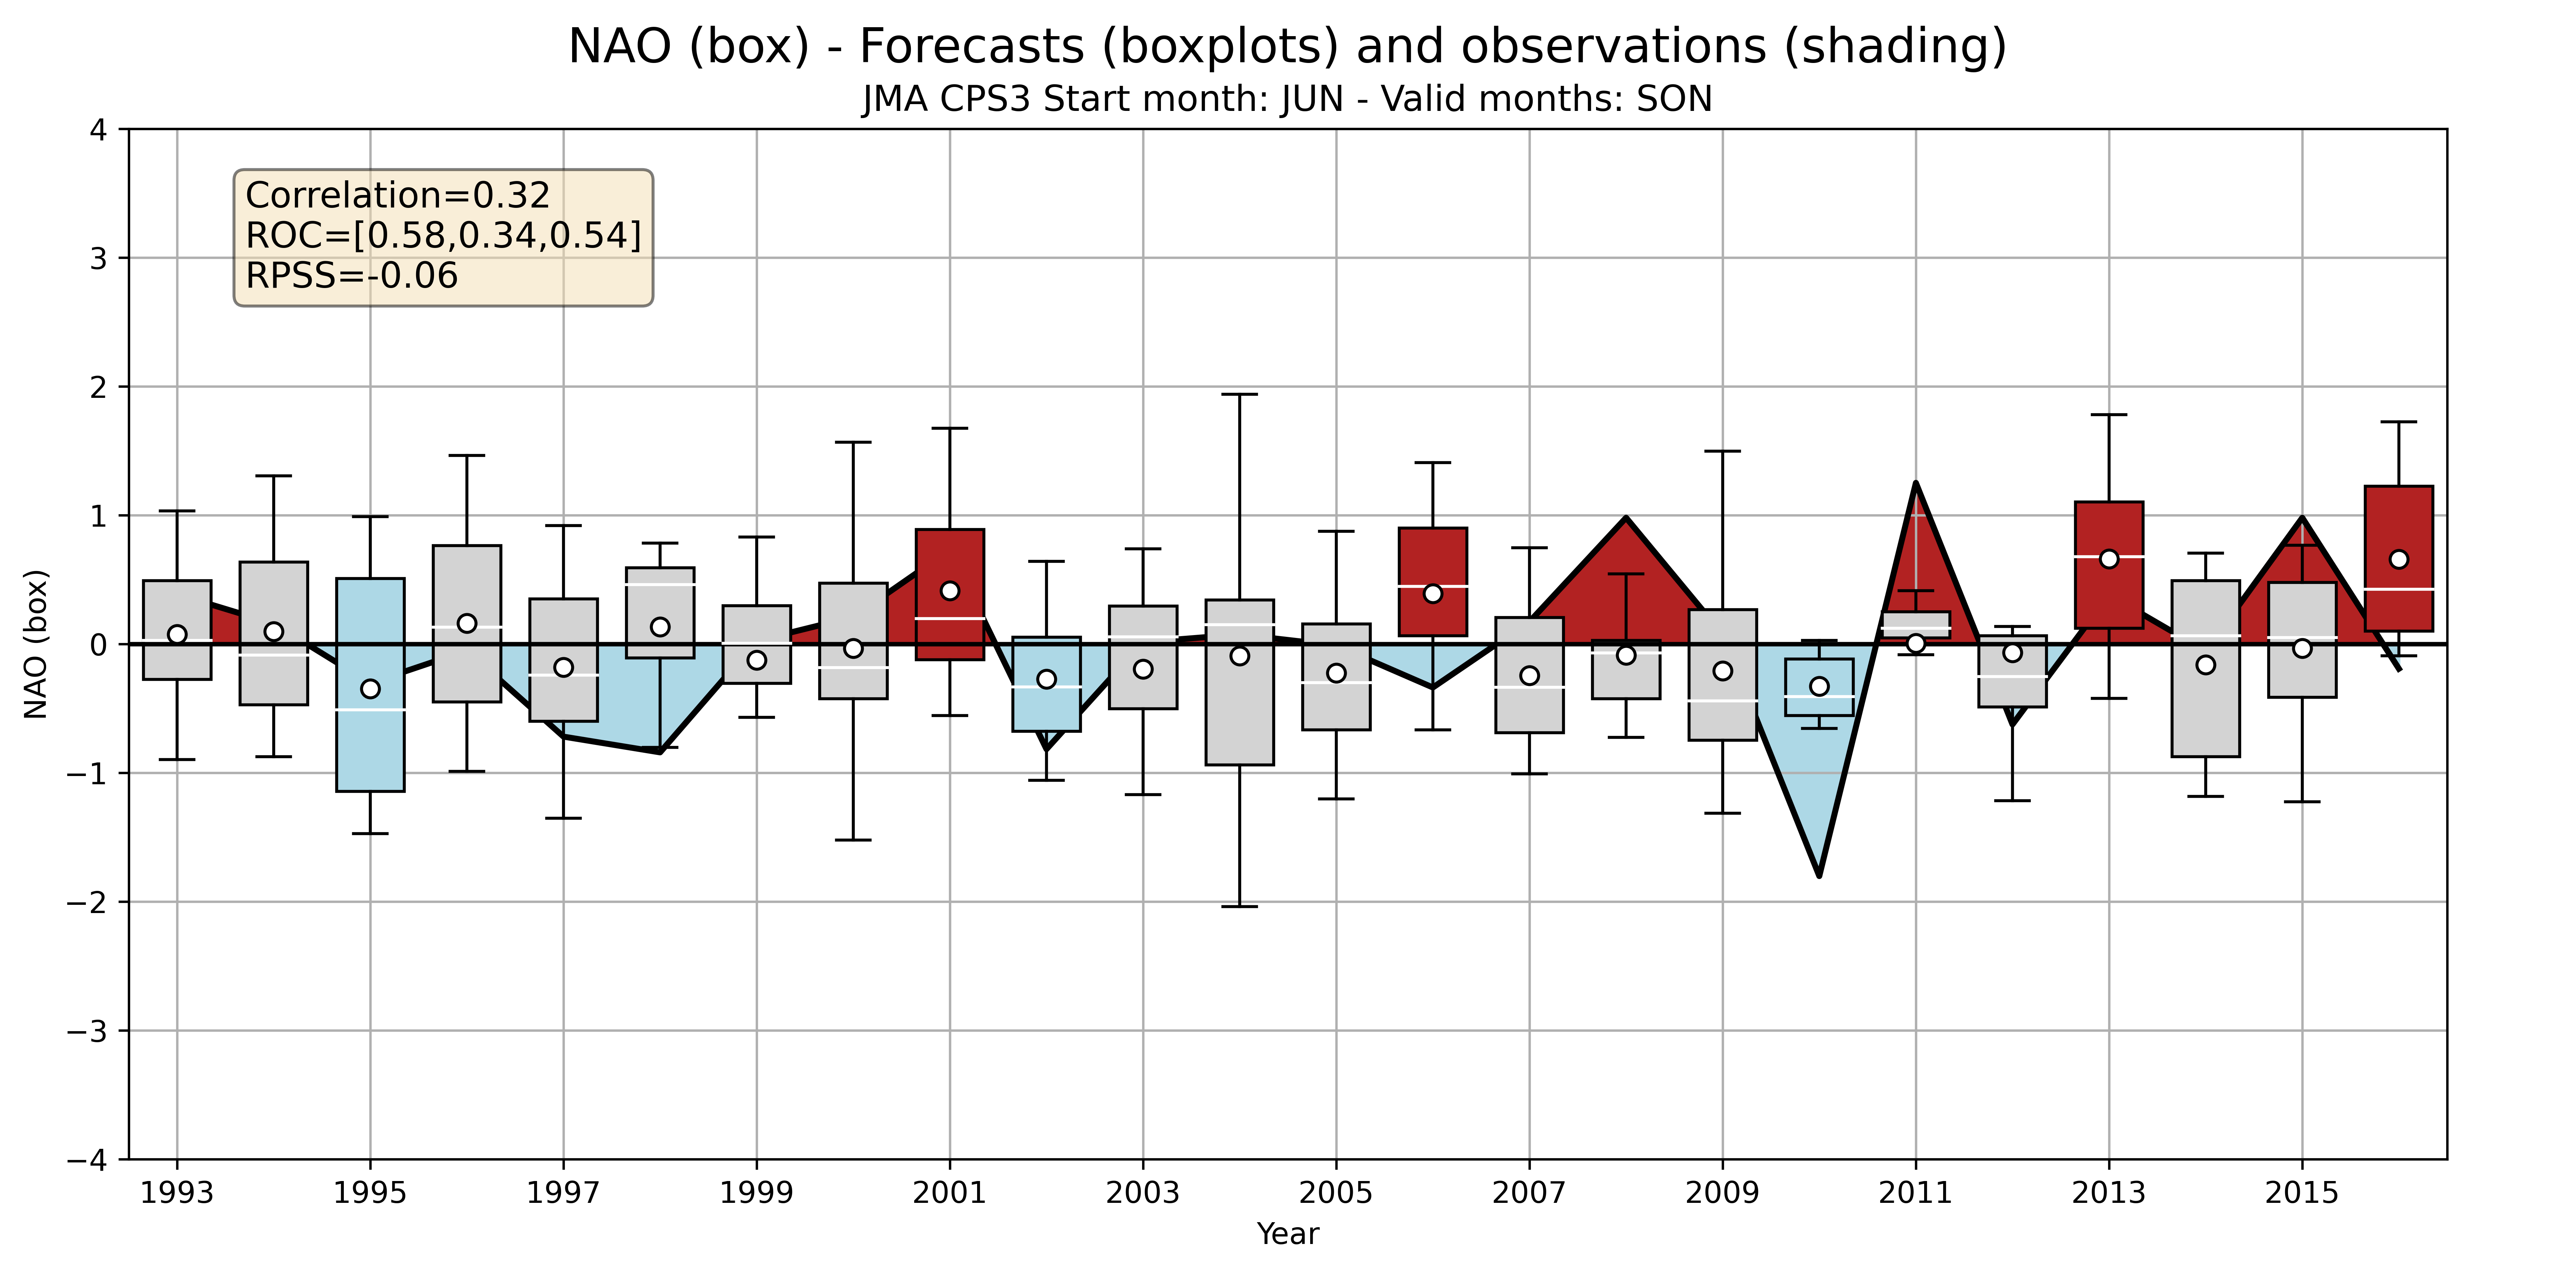 NAO (box) - Forecasts (boxplots) and observations (shading)
JMA CPS3 Start month: JUN - Valid months: SON
Correlation=0.32
ROC=[0.58,0.34,0.54]
RPSS=-0.06
NAO (box)
4
3
2
1
0
−1
−2
−3
−4
1993 1995 1997 1999 2001 2003 2005 2007 2009 2011 2013 2015
Year